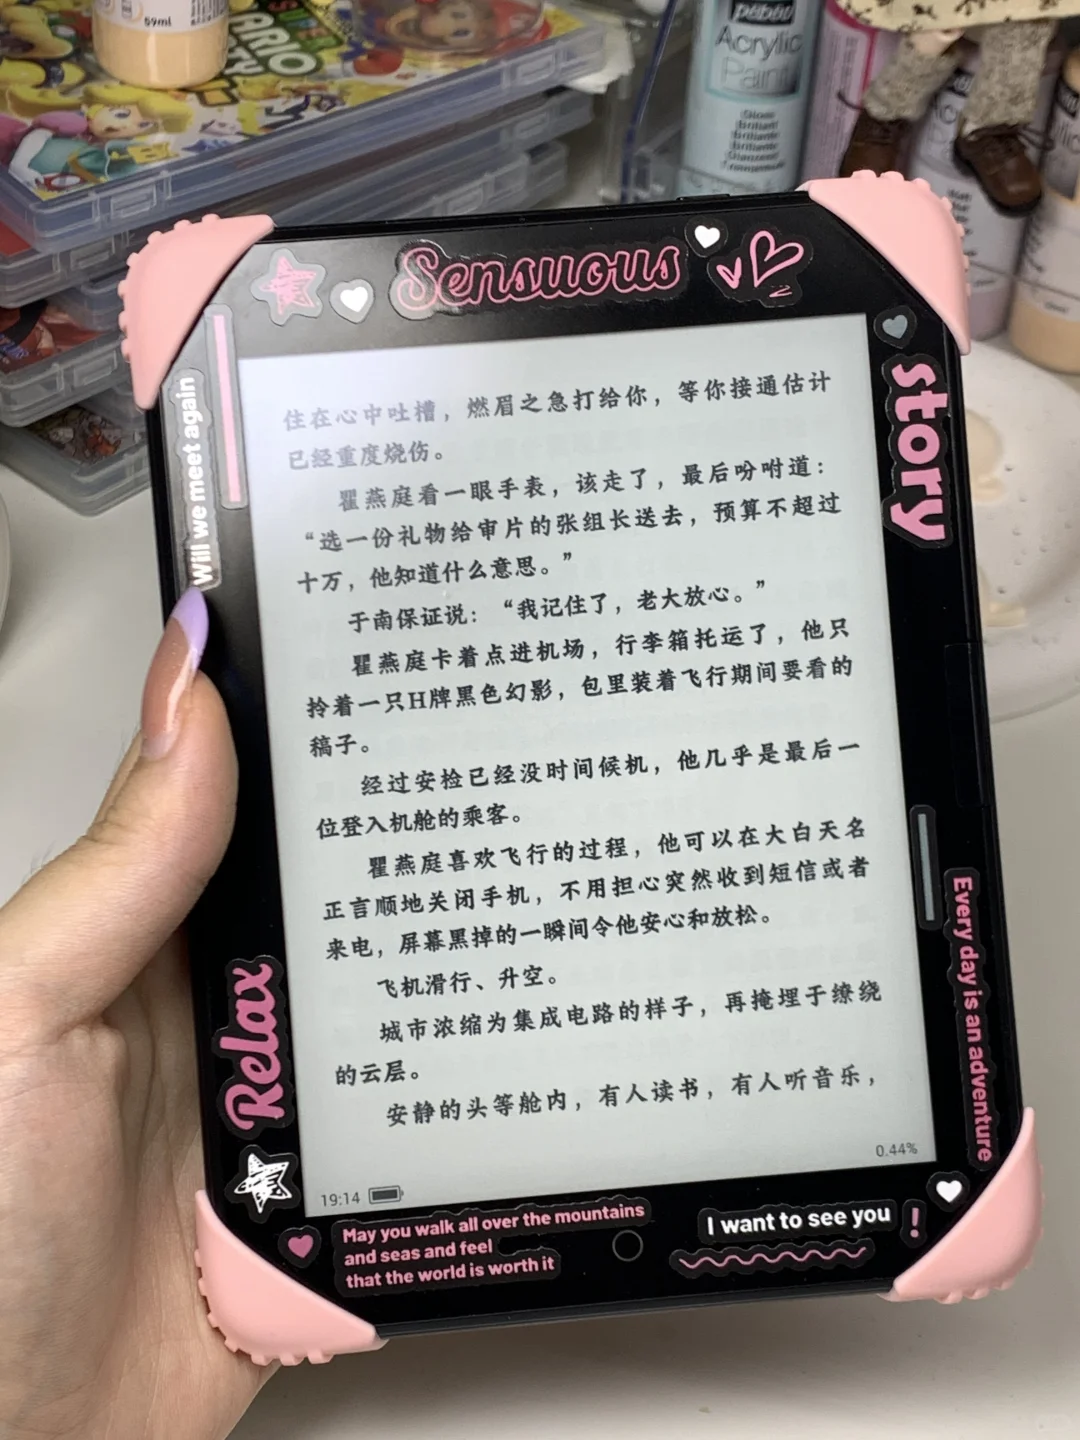 59ml
MARIO
pébéo
Acrylic
Paint
Gloss
Brillant
Brillante
Sensuous
story
Will we meet again
住在心中吐槽，燃眉之急打给你，等你接通估计
已经重度烧伤。
瞿燕庭看一眼手表，该走了，最后吩咐道：
“选一份礼物给审片的张组长送去，预算不超过
十万，他知道什么意思。”
于南保证说：“我记住了，老大放心。”
瞿燕庭卡着点进机场，行李箱托运了，他只
拎着一只H牌黑色幻影，包里装着飞行期间要看的
稿子。
经过安检已经没时间候机，他几乎是最后一
位登入机舱的乘客。
瞿燕庭喜欢飞行的过程，他可以在大白天名
正言顺地关闭手机，不用担心突然收到短信或者
来电，屏幕黑掉的一瞬间令他安心和放松。
飞机滑行、升空。
城市浓缩为集成电路的样子，再掩埋于缭绕
的云层。
安静的头等舱内，有人读书，有人听音乐，
0.44%
19:14
Relax
Every day is an adventure
May you walk all over the mountains
and seas and feel
that the world is worth it
I want to see you !